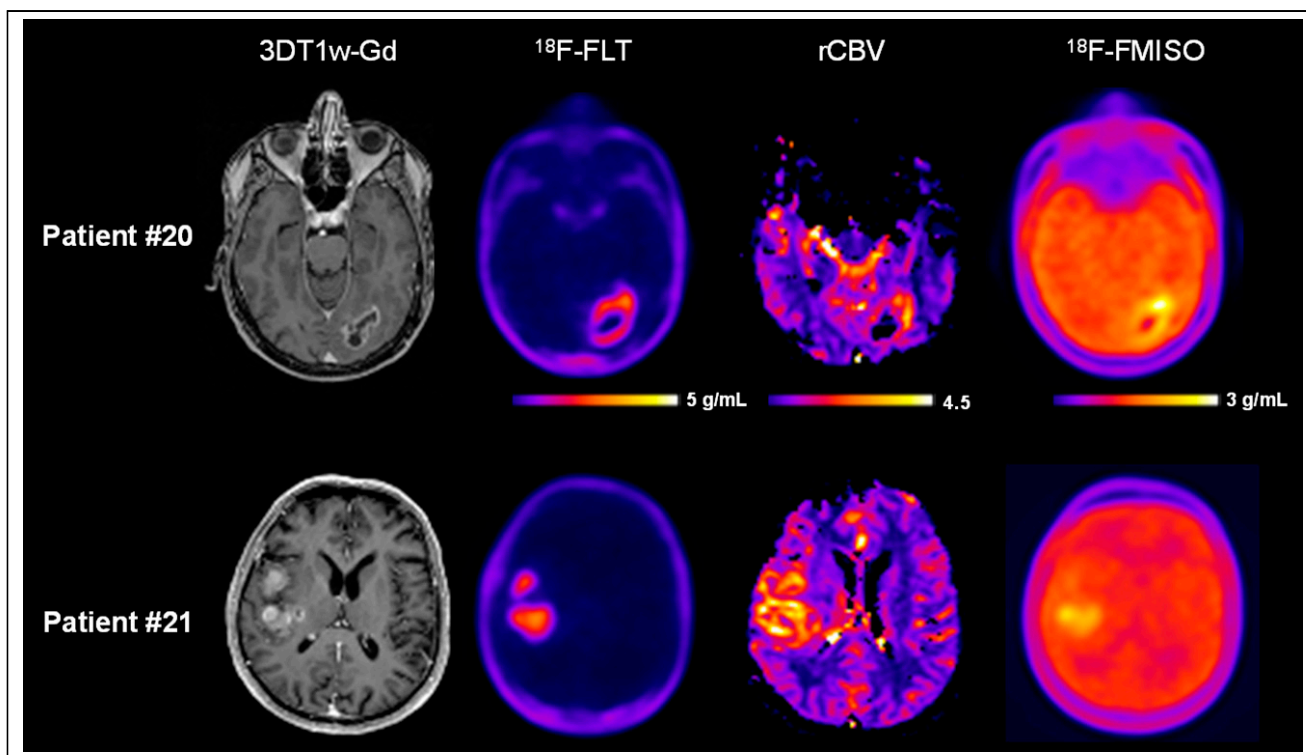 3DT1w-Gd ¹⁸F-FLT rCBV ¹⁸F-FMISO
Patient #20
5 g/mL 4.5 3 g/mL
Patient #21